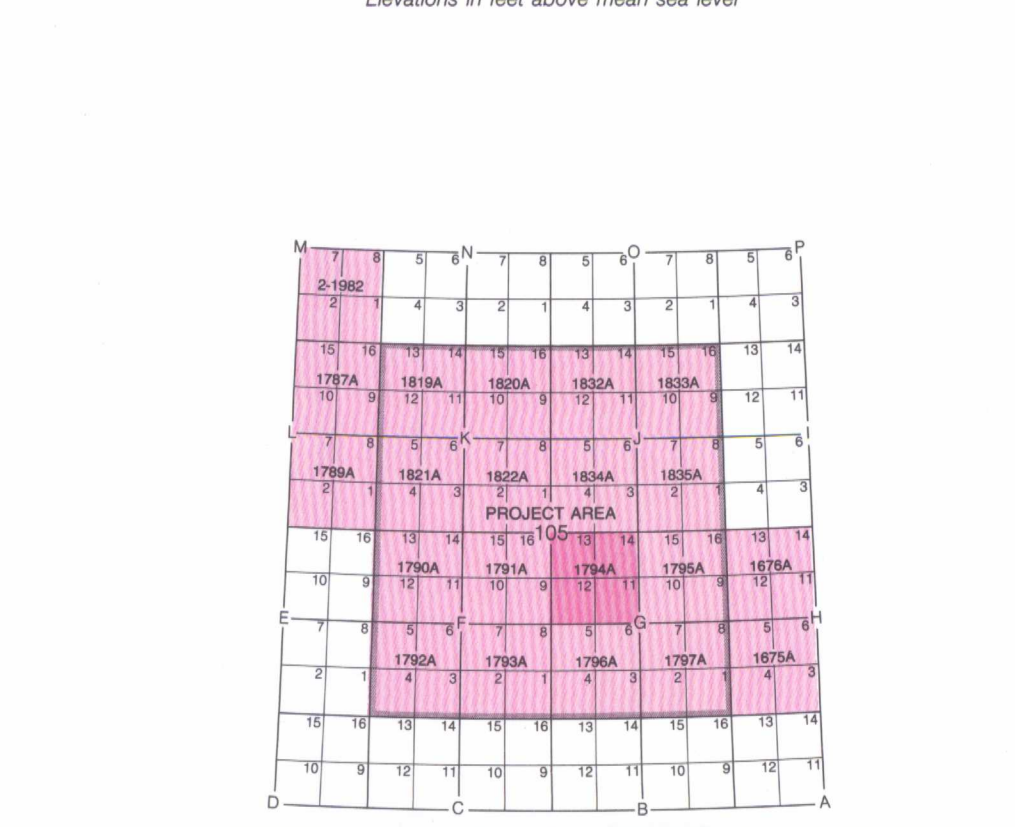 Elevations in feet above mean sea level
M 7 8 5 6 N 7 8 5 6 O 7 8 5 6 P
2-1982
2 1 4 3 2 1 4 3 2 1 4 3
15 16 13 14 15 16 13 14 15 16 13 14
1787A 1819A 1820A 1832A 1833A
10 9 12 11 10 9 12 11 10 9 12 11
L 7 8 5 6 K 7 8 5 6 J 7 8 5 6 I
1789A 1821A 1822A 1834A 1835A
2 1 4 3 2 1 4 3 2 1 4 3
PROJECT AREA
105
15 16 13 14 15 16 13 14 15 16 13 14
1790A 1791A 1794A 1795A 1676A
10 9 12 11 10 9 12 11 10 9 12 11
E 7 8 5 6 F 7 8 5 6 G 7 8 5 6 H
1792A 1793A 1796A 1797A 1675A
2 1 4 3 2 1 4 3 2 1 4 3
15 16 13 14 15 16 13 14 15 16 13 14
10 9 12 11 10 9 12 11 10 9 12 11
D C B A